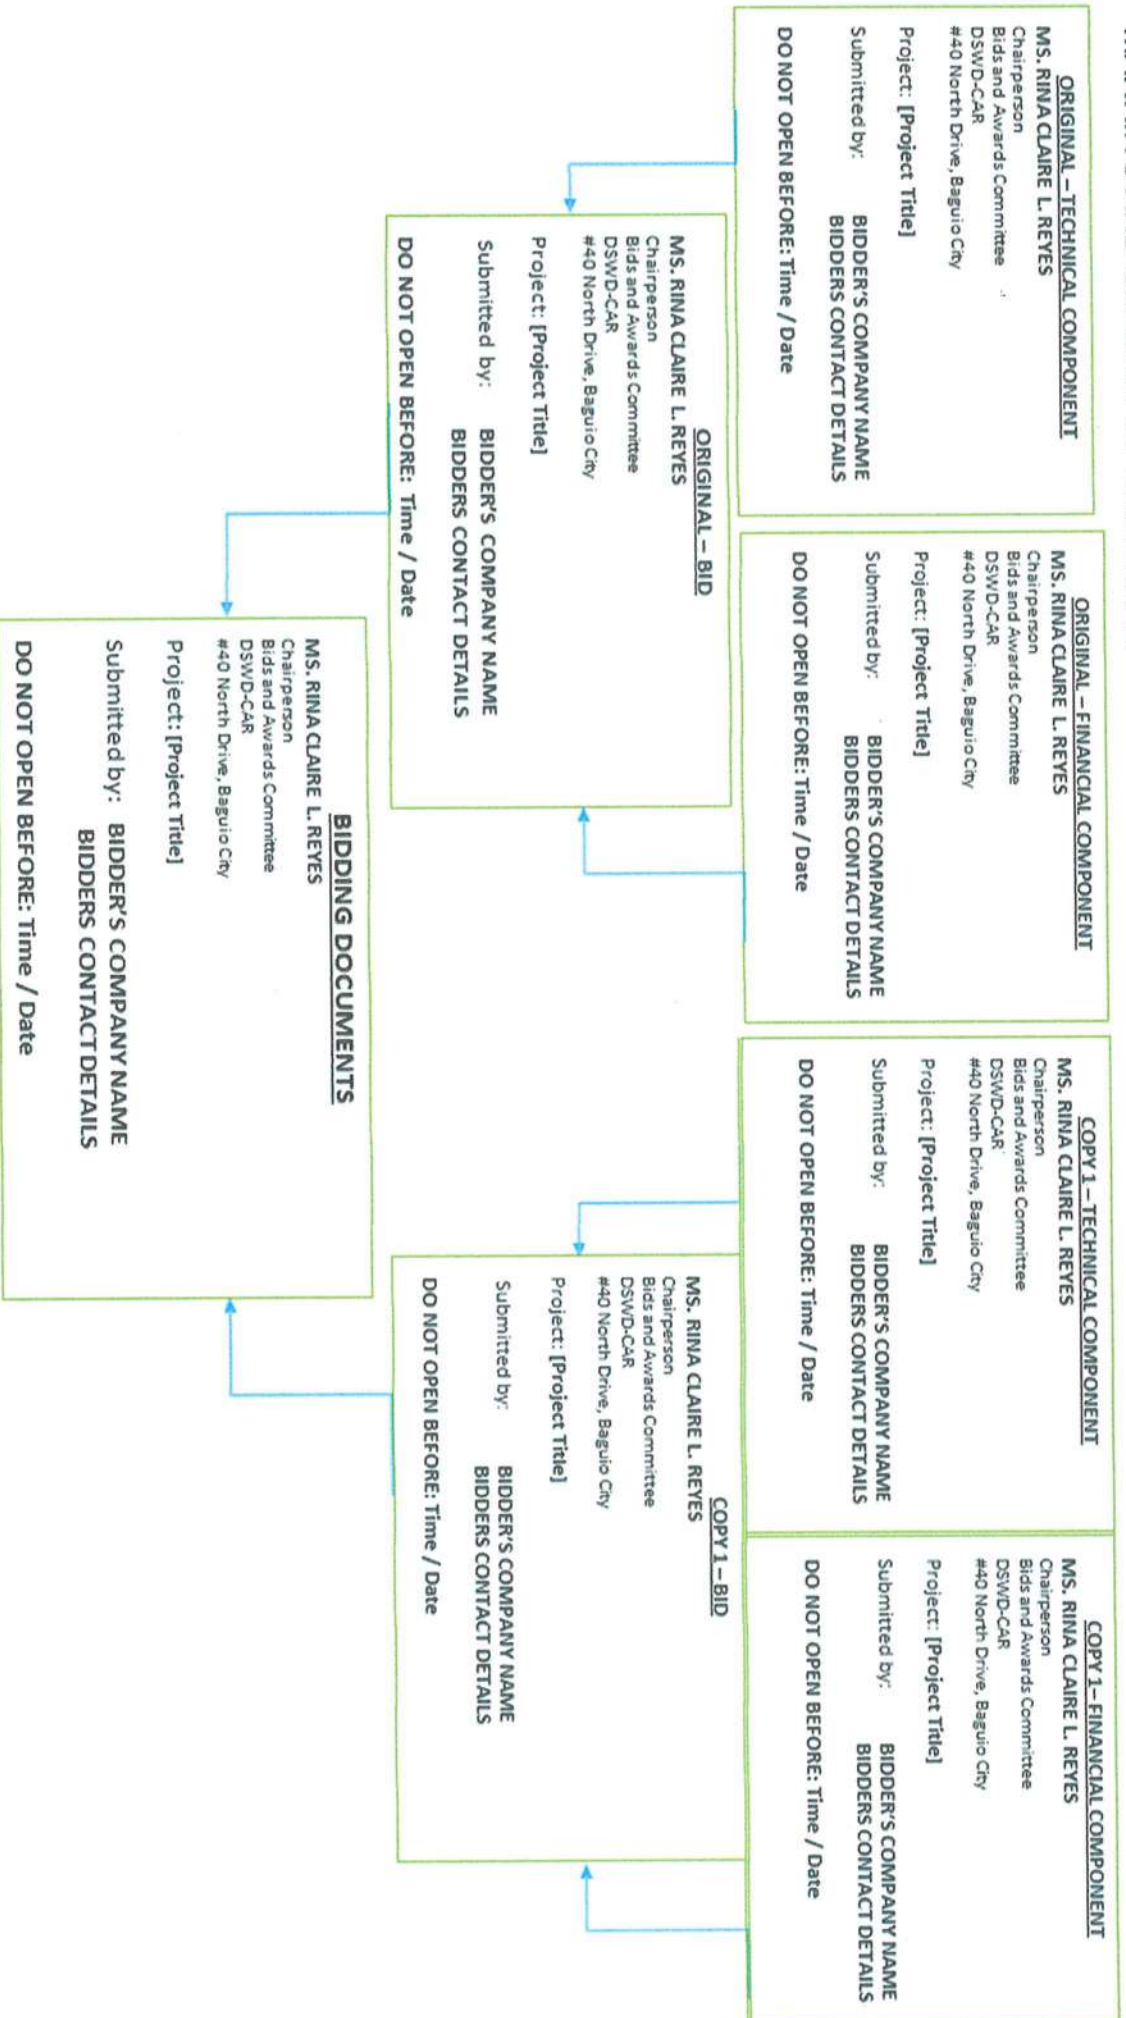 ORIGINAL – TECHNICAL COMPONENT
MS. RINA CLAIRE L. REYES
Chairperson
Bids and Awards Committee
DSWD-CAR
#40 North Drive, Baguio City
Project: [Project Title]
Submitted by: BIDDER'S COMPANY NAME
BIDDERS CONTACT DETAILS
DO NOT OPEN BEFORE: Time / Date
ORIGINAL – FINANCIAL COMPONENT
MS. RINA CLAIRE L. REYES
Chairperson
Bids and Awards Committee
DSWD-CAR
#40 North Drive, Baguio City
Project: [Project Title]
Submitted by: BIDDER'S COMPANY NAME
BIDDERS CONTACT DETAILS
DO NOT OPEN BEFORE: Time / Date
COPY 1 – TECHNICAL COMPONENT
MS. RINA CLAIRE L. REYES
Chairperson
Bids and Awards Committee
DSWD-CAR
#40 North Drive, Baguio City
Project: [Project Title]
Submitted by: BIDDER'S COMPANY NAME
BIDDERS CONTACT DETAILS
DO NOT OPEN BEFORE: Time / Date
COPY 1 – FINANCIAL COMPONENT
MS. RINA CLAIRE L. REYES
Chairperson
Bids and Awards Committee
DSWD-CAR
#40 North Drive, Baguio City
Project: [Project Title]
Submitted by: BIDDER'S COMPANY NAME
BIDDERS CONTACT DETAILS
DO NOT OPEN BEFORE: Time / Date
ORIGINAL – BID
MS. RINA CLAIRE L. REYES
Chairperson
Bids and Awards Committee
DSWD-CAR
#40 North Drive, Baguio City
Project: [Project Title]
Submitted by: BIDDER'S COMPANY NAME
BIDDERS CONTACT DETAILS
DO NOT OPEN BEFORE: Time / Date
COPY 1 – BID
MS. RINA CLAIRE L. REYES
Chairperson
Bids and Awards Committee
DSWD-CAR
#40 North Drive, Baguio City
Project: [Project Title]
Submitted by: BIDDER'S COMPANY NAME
BIDDERS CONTACT DETAILS
DO NOT OPEN BEFORE: Time / Date
BIDDING DOCUMENTS
MS. RINA CLAIRE L. REYES
Chairperson
Bids and Awards Committee
DSWD-CAR
#40 North Drive, Baguio City
Project: [Project Title]
Submitted by: BIDDER'S COMPANY NAME
BIDDERS CONTACT DETAILS
DO NOT OPEN BEFORE: Time / Date